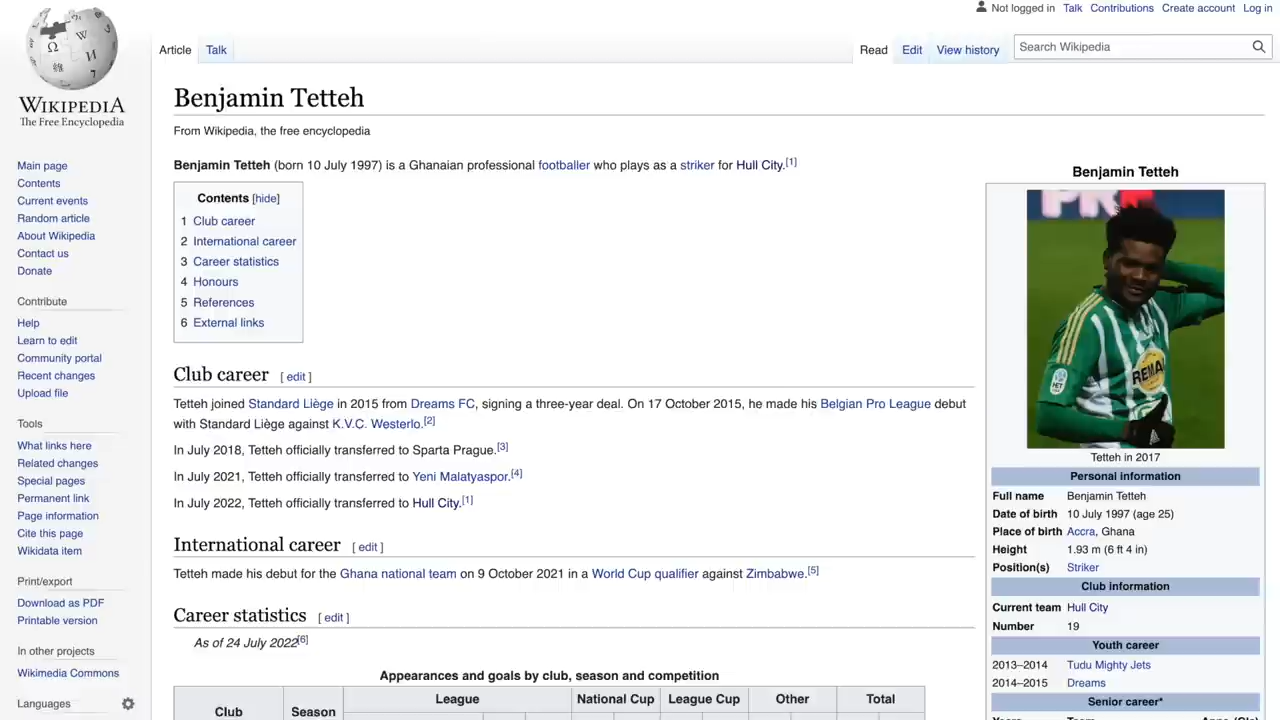 Not logged in Talk Contributions Create account Log in
Article Talk Read Edit View history Search Wikipedia
WIKIPEDIA
The Free Encyclopedia
Main page
Contents
Current events
Random article
About Wikipedia
Contact us
Donate
Contribute
Help
Learn to edit
Community portal
Recent changes
Upload file
Tools
What links here
Related changes
Special pages
Permanent link
Page information
Cite this page
Wikidata item
Print/export
Download as PDF
Printable version
In other projects
Wikimedia Commons
Languages
Benjamin Tetteh
From Wikipedia, the free encyclopedia
Benjamin Tetteh (born 10 July 1997) is a Ghanaian professional footballer who plays as a striker for Hull City.[1]
Contents [hide]
1 Club career
2 International career
3 Career statistics
4 Honours
5 References
6 External links
Club career [ edit ]
Tetteh joined Standard Liège in 2015 from Dreams FC, signing a three-year deal. On 17 October 2015, he made his Belgian Pro League debut
with Standard Liège against K.V.C. Westerlo.[2]
In July 2018, Tetteh officially transferred to Sparta Prague.[3]
In July 2021, Tetteh officially transferred to Yeni Malatyaspor.[4]
In July 2022, Tetteh officially transferred to Hull City.[1]
International career [ edit ]
Tetteh made his debut for the Ghana national team on 9 October 2021 in a World Cup qualifier against Zimbabwe.[5]
Career statistics [ edit ]
As of 24 July 2022[6]
Appearances and goals by club, season and competition
Club Season League National Cup League Cup Other Total
Benjamin Tetteh
Tetteh in 2017
Personal information
Full name Benjamin Tetteh
Date of birth 10 July 1997 (age 25)
Place of birth Accra, Ghana
Height 1.93 m (6 ft 4 in)
Position(s) Striker
Club information
Current team Hull City
Number 19
Youth career
2013–2014 Tudu Mighty Jets
2014–2015 Dreams
Senior career*